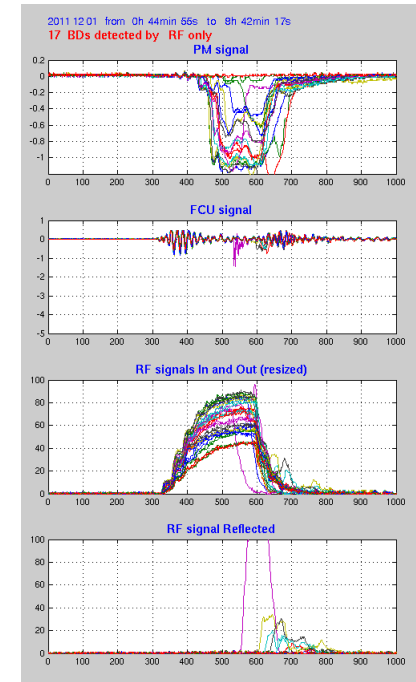 2011 12 01 from 0h 44min 55s to 8h 42min 17s
17 BDs detected by RF only
PM signal
0.2
0
-0.2
-0.4
-0.6
-0.8
-1
0 100 200 300 400 500 600 700 800 900 1000
FCU signal
1
0
-1
-2
-3
-4
-5
0 100 200 300 400 500 600 700 800 900 1000
RF signals In and Out (resized)
100
80
60
40
20
0
0 100 200 300 400 500 600 700 800 900 1000
RF signal Reflected
100
80
60
40
20
0
0 100 200 300 400 500 600 700 800 900 1000